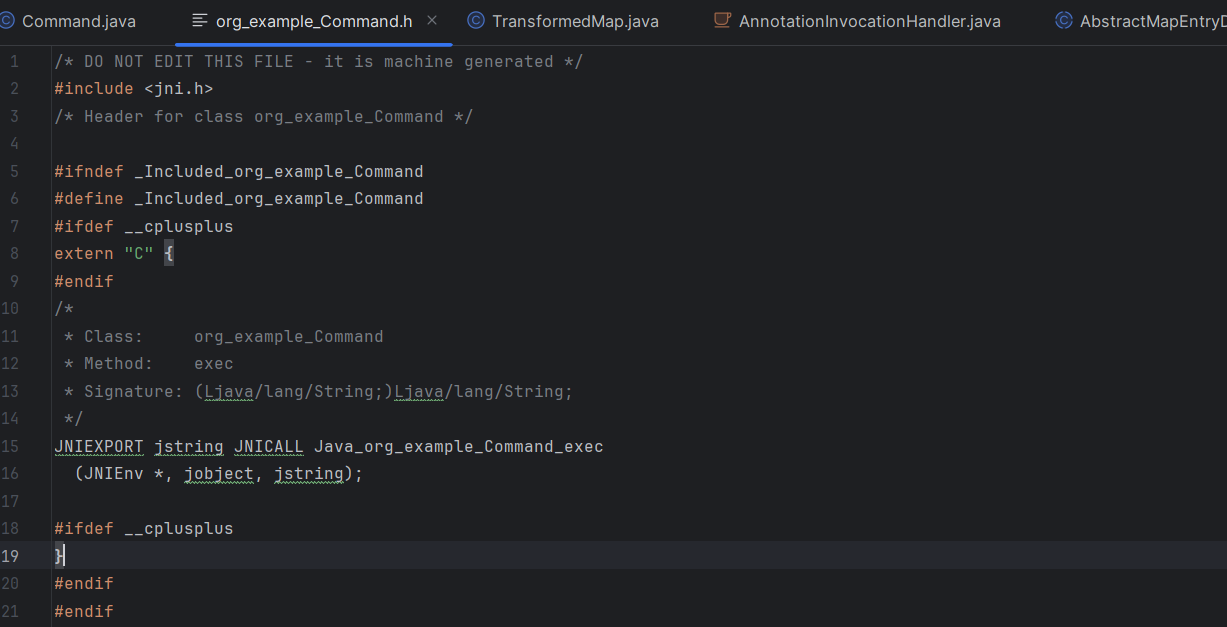 Command.java org_example_Command.h × TransformedMap.java AnnotationInvocationHandler.java AbstractMapEntryD
1 /* DO NOT EDIT THIS FILE - it is machine generated */
2 #include <jni.h>
3 /* Header for class org_example_Command */
4
5 #ifndef _Included_org_example_Command
6 #define _Included_org_example_Command
7 #ifdef __cplusplus
8 extern "C" {
9 #endif
10 /*
11  * Class:     org_example_Command
12  * Method:    exec
13  * Signature: (Ljava/lang/String;)Ljava/lang/String;
14  */
15 JNIEXPORT jstring JNICALL Java_org_example_Command_exec
16   (JNIEnv *, jobject, jstring);
17
18 #ifdef __cplusplus
19 }
20 #endif
21 #endif